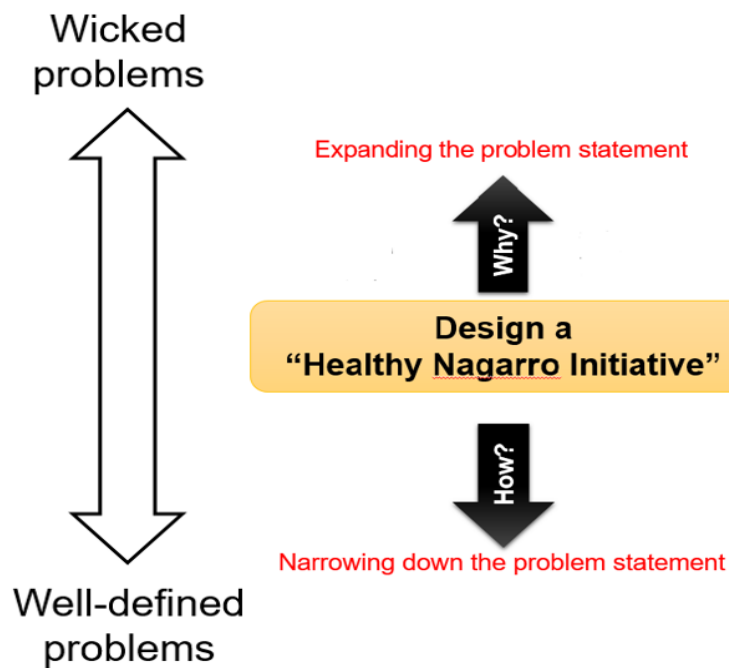 Wicked
problems
Expanding the problem statement
Why?
Design a
“Healthy Nagarro Initiative”
How?
Narrowing down the problem statement
Well-defined
problems